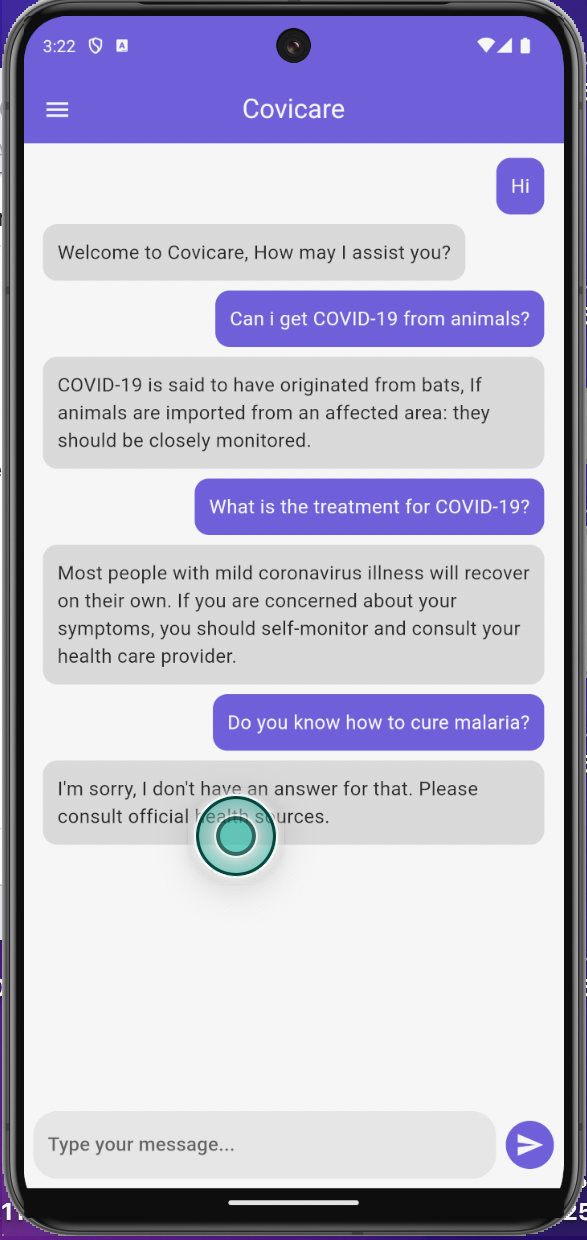 3:22
A
Covicare
Hi
Welcome to Covicare, How may I assist you?
Can i get COVID-19 from animals?
COVID-19 is said to have originated from bats, If
animals are imported from an affected area: they
should be closely monitored.
What is the treatment for COVID-19?
Most people with mild coronavirus illness will recover
on their own. If you are concerned about your
symptoms, you should self-monitor and consult your
health care provider.
Do you know how to cure malaria?
I'm sorry, I don't have an answer for that. Please
consult official health sources.
Type your message...